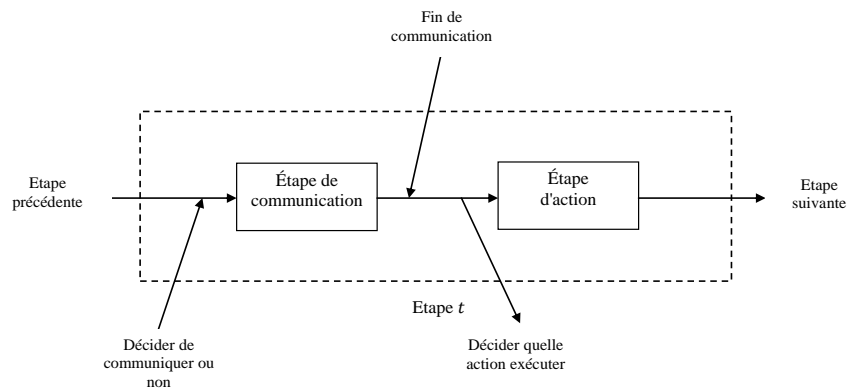 Fin de
communication
Etape
précédente
Étape de
communication
Étape
d'action
Etape
suivante
Etape t
Décider de
communiquer ou
non
Décider quelle
action exécuter